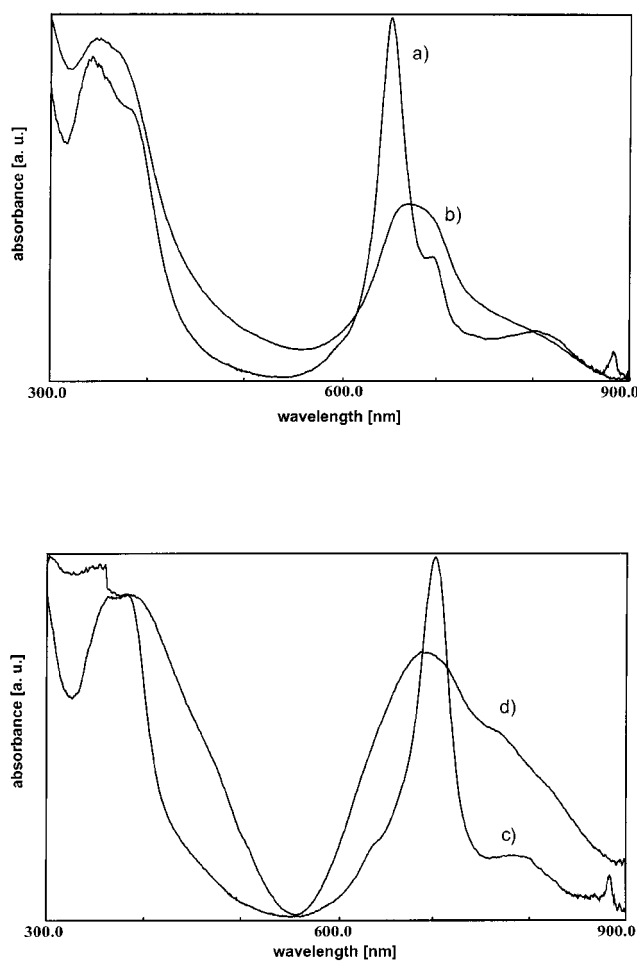 absorbance [a. u.]
a)
b)
300.0 600.0 900.0
wavelength [nm]
absorbance [a. u.]
d)
c)
300.0 600.0 900.0
wavelength [nm]